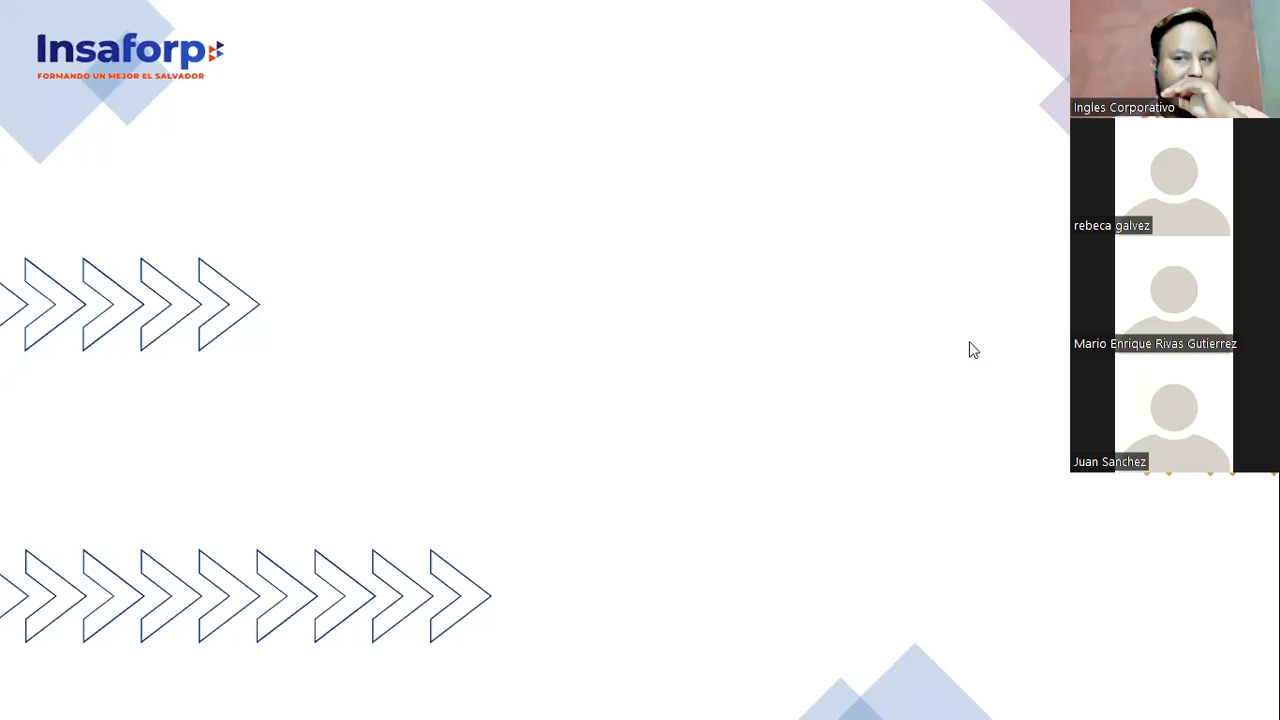 Insaforp
FORMANDO UN MEJOR EL SALVADOR
Ingles Corporativo
rebeca galvez
Mario Enrique Rivas Gutierrez
Juan Sanchez